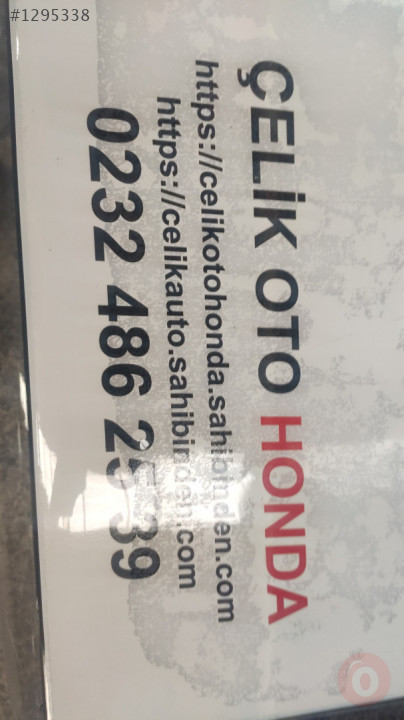 #1295338
ÇELİK OTO HONDA
https://celikotohonda.sahibinden.com
https://celikauto.sahibinden.com
0232 486 25 39